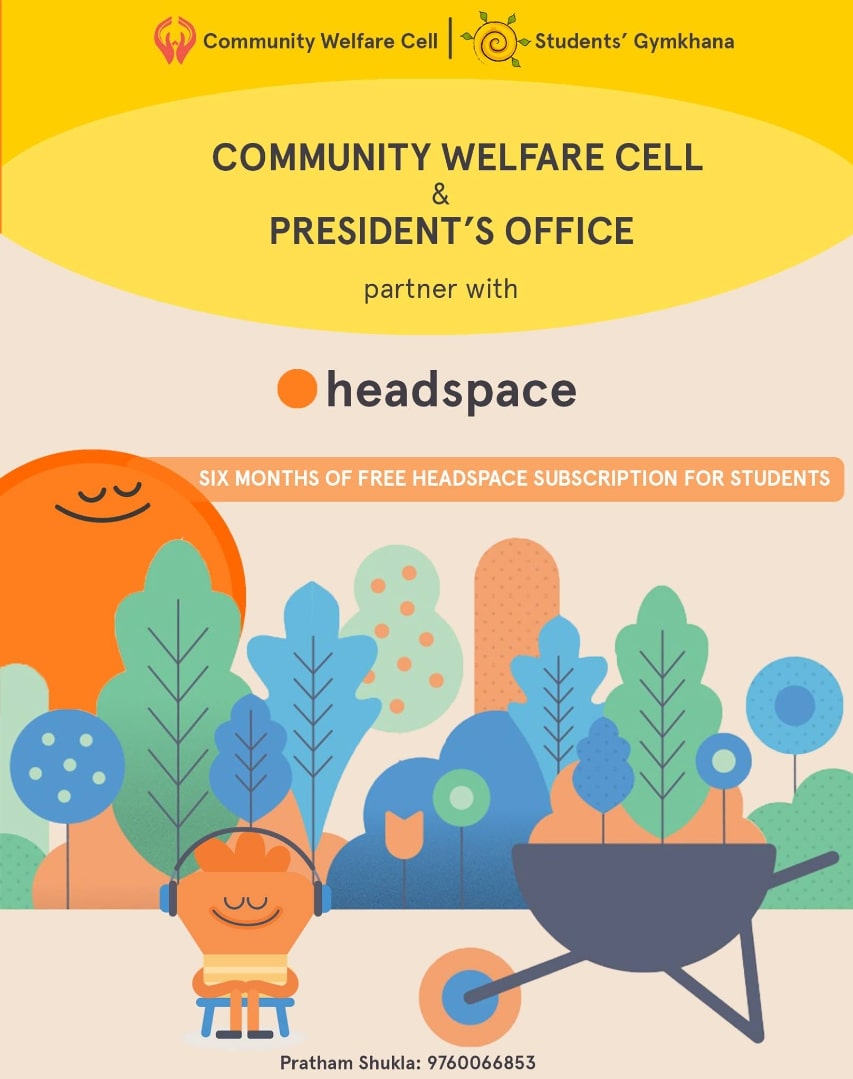 Community Welfare Cell | Students’ Gymkhana
COMMUNITY WELFARE CELL
&
PRESIDENT’S OFFICE
partner with
headspace
SIX MONTHS OF FREE HEADSPACE SUBSCRIPTION FOR STUDENTS
Pratham Shukla: 9760066853